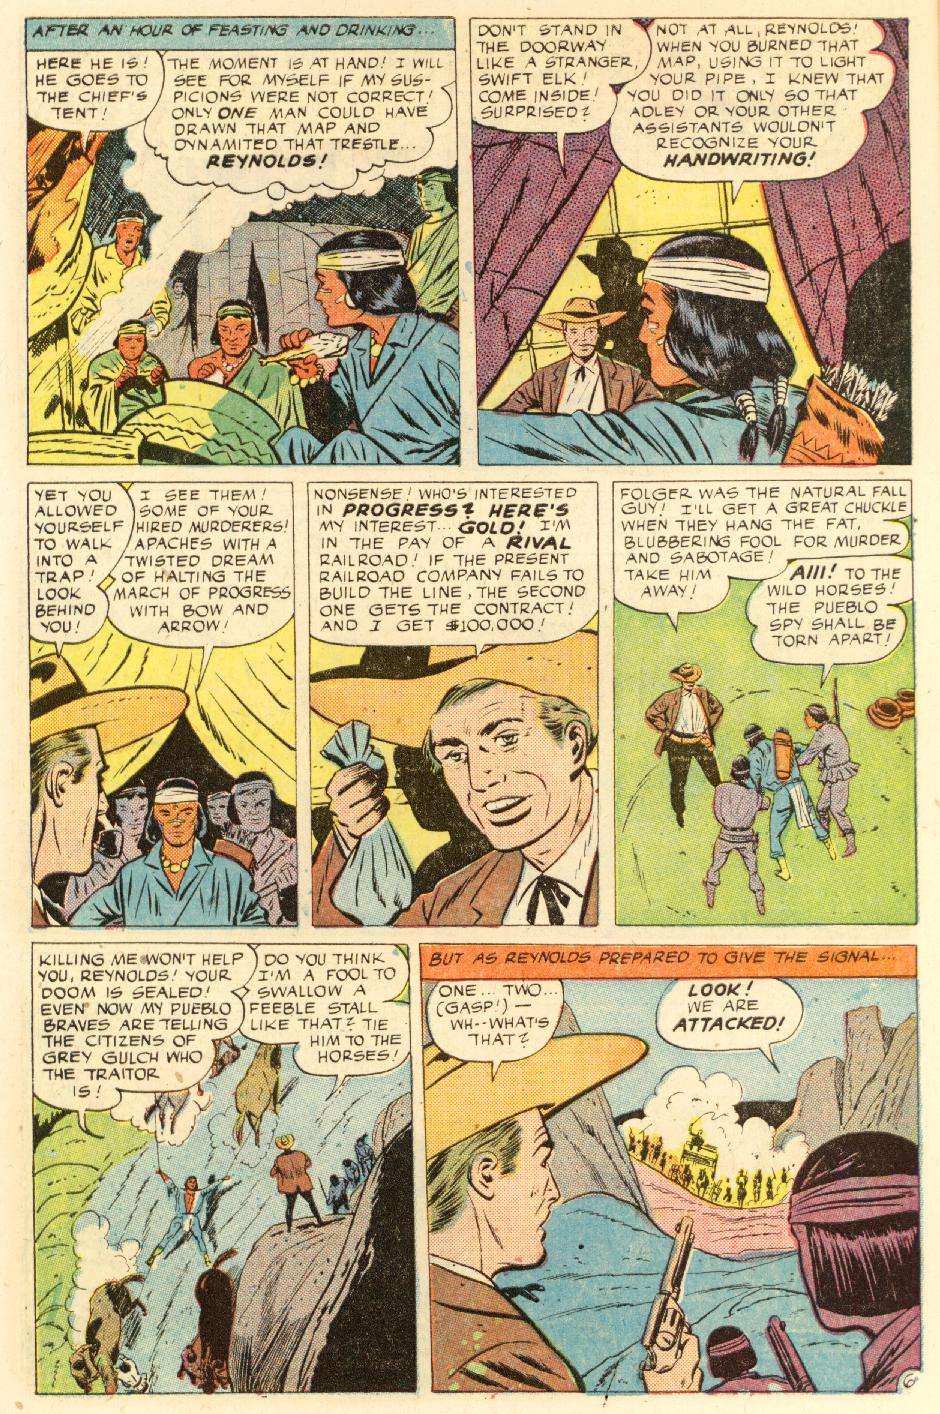 AFTER AN HOUR OF FEASTING AND DRINKING...
HERE HE IS!
HE GOES TO
THE CHIEF'S
TENT!
THE MOMENT IS AT HAND! I WILL
SEE FOR MYSELF IF MY SUS-
PICIONS WERE NOT CORRECT!
ONLY ONE MAN COULD HAVE
DRAWN THAT MAP AND
DYNAMITED THAT TRESTLE...
REYNOLDS!
DON'T STAND IN
THE DOORWAY
LIKE A STRANGER,
SWIFT ELK!
COME INSIDE!
SURPRISED?
NOT AT ALL, REYNOLDS!
WHEN YOU BURNED THAT
MAP, USING IT TO LIGHT
YOUR PIPE, I KNEW THAT
YOU DID IT ONLY SO THAT
ADLEY OR YOUR OTHER
ASSISTANTS WOULDN'T
RECOGNIZE YOUR
HANDWRITING!
YET YOU
ALLOWED
YOURSELF
TO WALK
INTO A
TRAP!
LOOK
BEHIND
YOU!
I SEE THEM!
SOME OF YOUR
HIRED MURDERERS!
APACHES WITH A
TWISTED DREAM
OF HALTING THE
MARCH OF PROGRESS
WITH BOW AND
ARROW!
NONSENSE! WHO'S INTERESTED
IN PROGRESS? HERE'S
MY INTEREST... GOLD! I'M
IN THE PAY OF A RIVAL
RAILROAD! IF THE PRESENT
RAILROAD COMPANY FAILS TO
BUILD THE LINE, THE SECOND
ONE GETS THE CONTRACT!
AND I GET $100,000!
FOLGER WAS THE NATURAL FALL
GUY! I'LL GET A GREAT CHUCKLE
WHEN THEY HANG THE FAT,
BLUBBERING FOOL FOR MURDER
AND SABOTAGE!
TAKE HIM
AWAY!
AIII! TO THE
WILD HORSES!
THE PUEBLO
SPY SHALL BE
TORN APART!
KILLING ME WON'T HELP
YOU, REYNOLDS! YOUR
DOOM IS SEALED!
EVEN NOW MY PUEBLO
BRAVES ARE TELLING
THE CITIZENS OF
GREY GULCH WHO
THE TRAITOR
IS!
DO YOU THINK
I'M A FOOL TO
SWALLOW A
FEEBLE STALL
LIKE THAT? TIE
HIM TO THE
HORSES!
BUT AS REYNOLDS PREPARED TO GIVE THE SIGNAL...
ONE... TWO...
(GASP!) —
WH--WHAT'S
THAT?
LOOK!
WE ARE
ATTACKED!
6